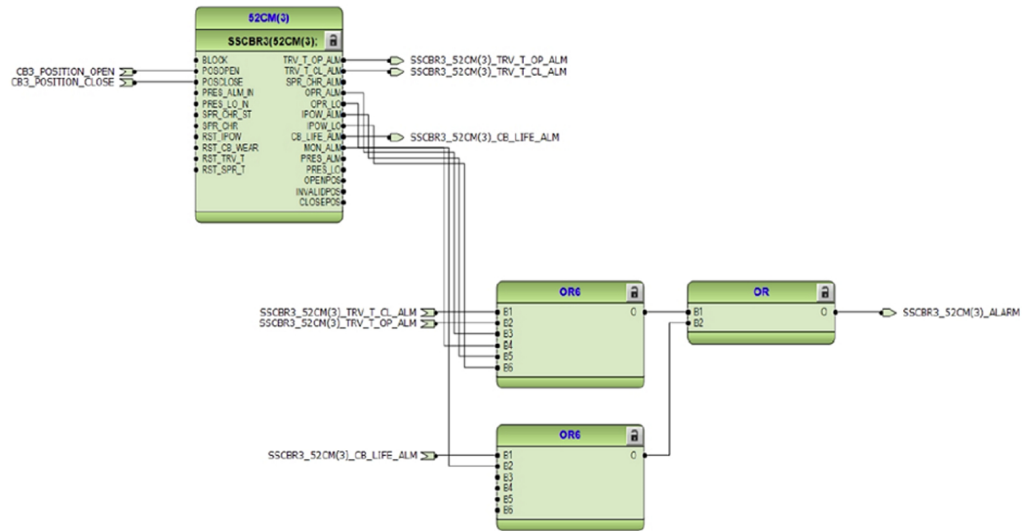 52CM(3)
SSCBR3(52CM(3);
BLOCK
POSOPEN
POSCLOSE
PRES_ALM_IN
PRES_LO_IN
SPR_CHR_ST
SPR_CHR
RST_IPOW
RST_CB_WEAR
RST_TRV_T
RST_SPR_T
TRV_T_OP_ALM
TRV_T_CL_ALM
SPR_CHR_ALM
OPR_ALM
OPR_LO
IPOW_ALM
IPOW_LO
CB_LIFE_ALM
MON_ALM
PRES_ALM
PRES_LO
OPENPOS
INVALIDPOS
CLOSEPOS
CB3_POSITION_OPEN
CB3_POSITION_CLOSE
SSCBR3_52CM(3)_TRV_T_OP_ALM
SSCBR3_52CM(3)_TRV_T_CL_ALM
SSCBR3_52CM(3)_CB_LIFE_ALM
SSCBR3_52CM(3)_TRV_T_CL_ALM
SSCBR3_52CM(3)_TRV_T_OP_ALM
OR6
B1
B2
B3
B4
B5
B6
O
OR
B1
B2
O
SSCBR3_52CM(3)_ALARM
SSCBR3_52CM(3)_CB_LIFE_ALM
OR6
B1
B2
B3
B4
B5
B6
O